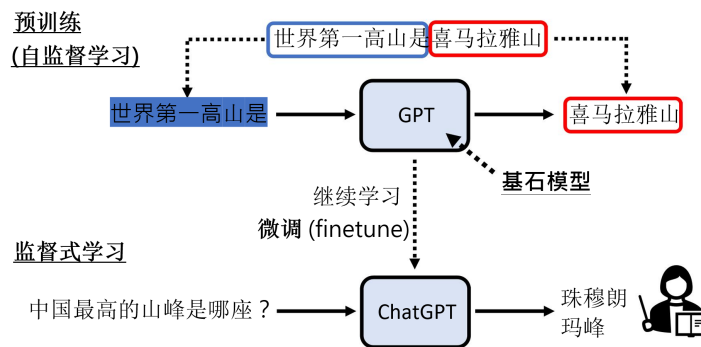 预训练
(自监督学习)
世界第一高山是喜马拉雅山
世界第一高山是
GPT
喜马拉雅山
基石模型
继续学习
微调 (finetune)
监督式学习
中国最高的山峰是哪座？
ChatGPT
珠穆朗
玛峰